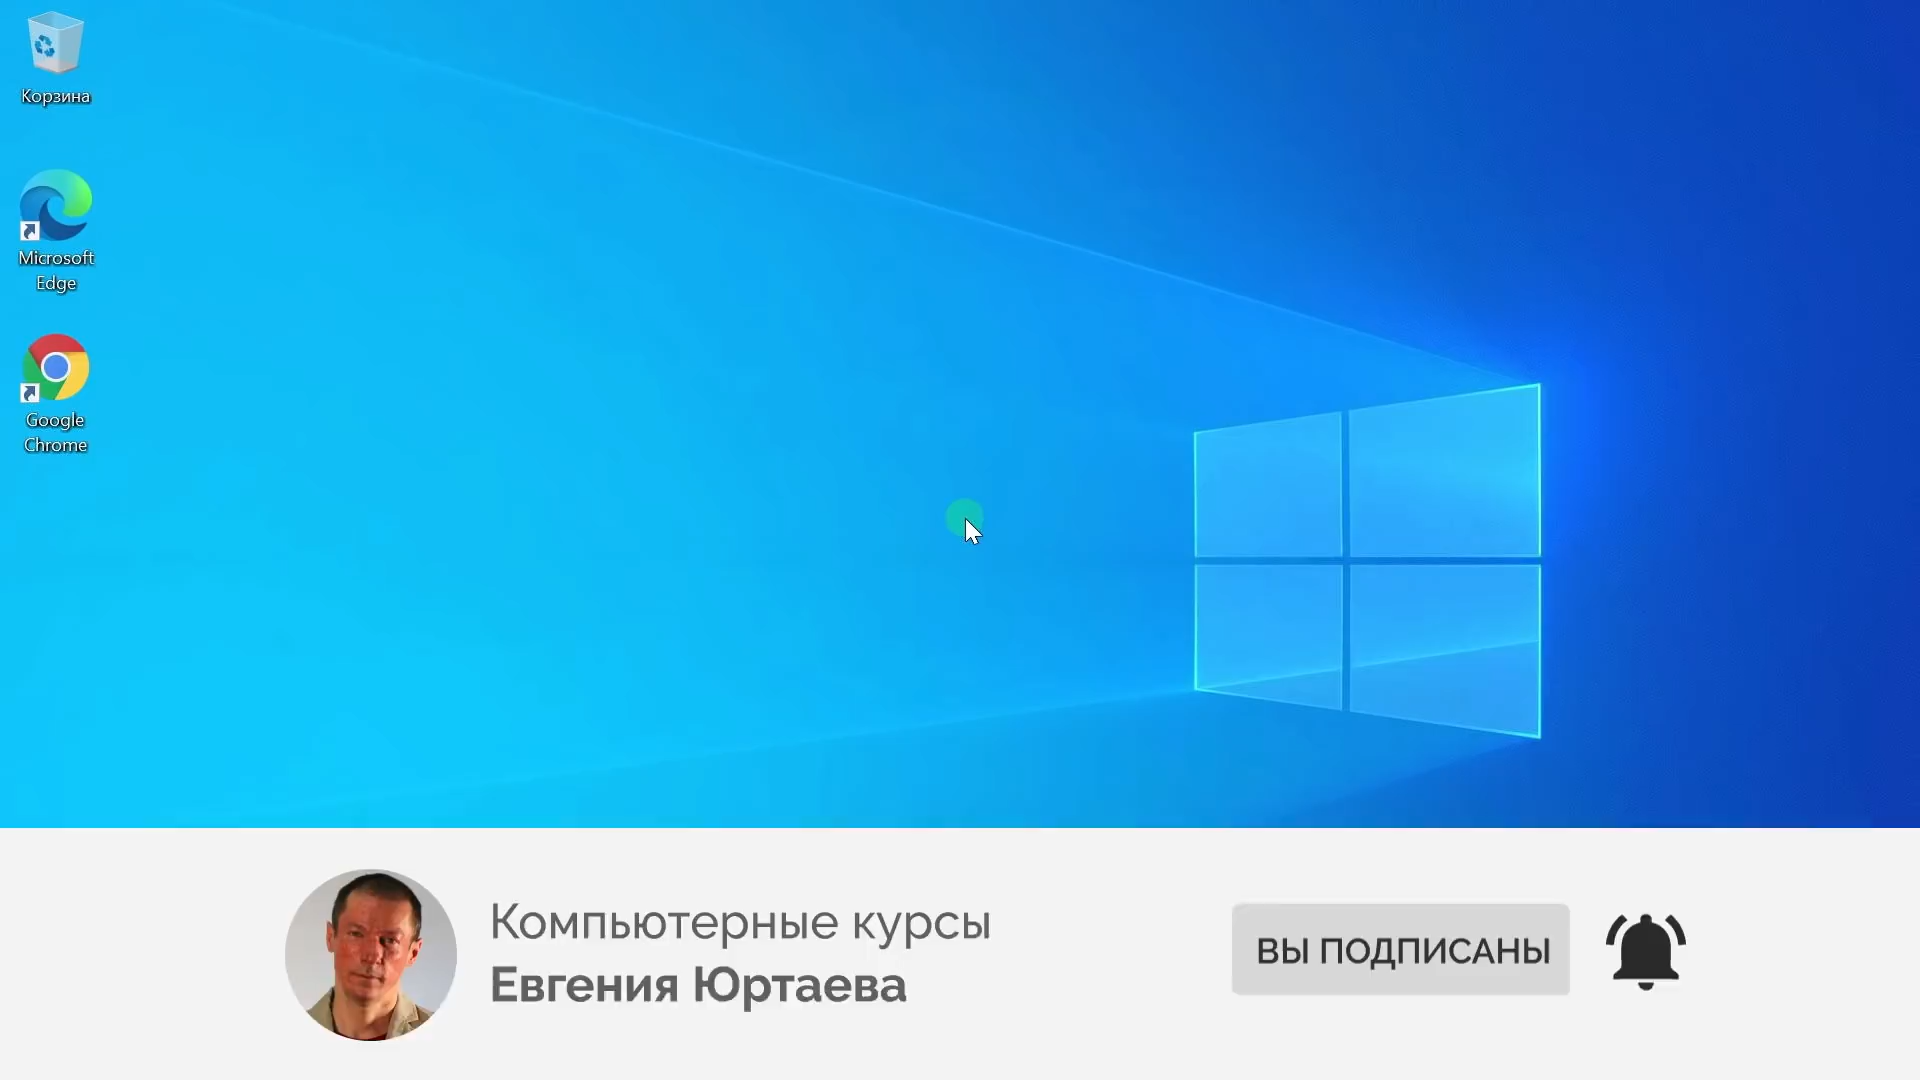 Корзина
Microsoft
Edge
Google
Chrome
Компьютерные курсы
Евгения Юртаева
ВЫ ПОДПИСАНЫ